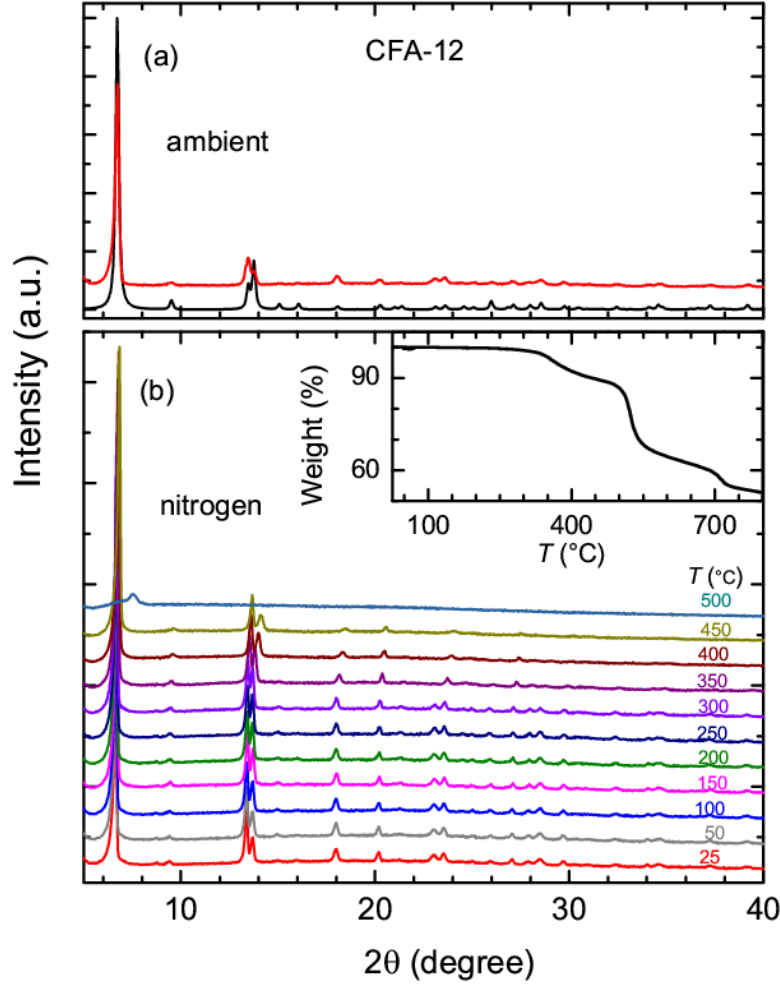 (a)
CFA-12
ambient
Intensity (a.u.)
(b)
nitrogen
Weight (%)
90
60
100
400
700
T (°C)
T (°C)
500
450
400
350
300
250
200
150
100
50
25
10
20
30
40
2θ (degree)